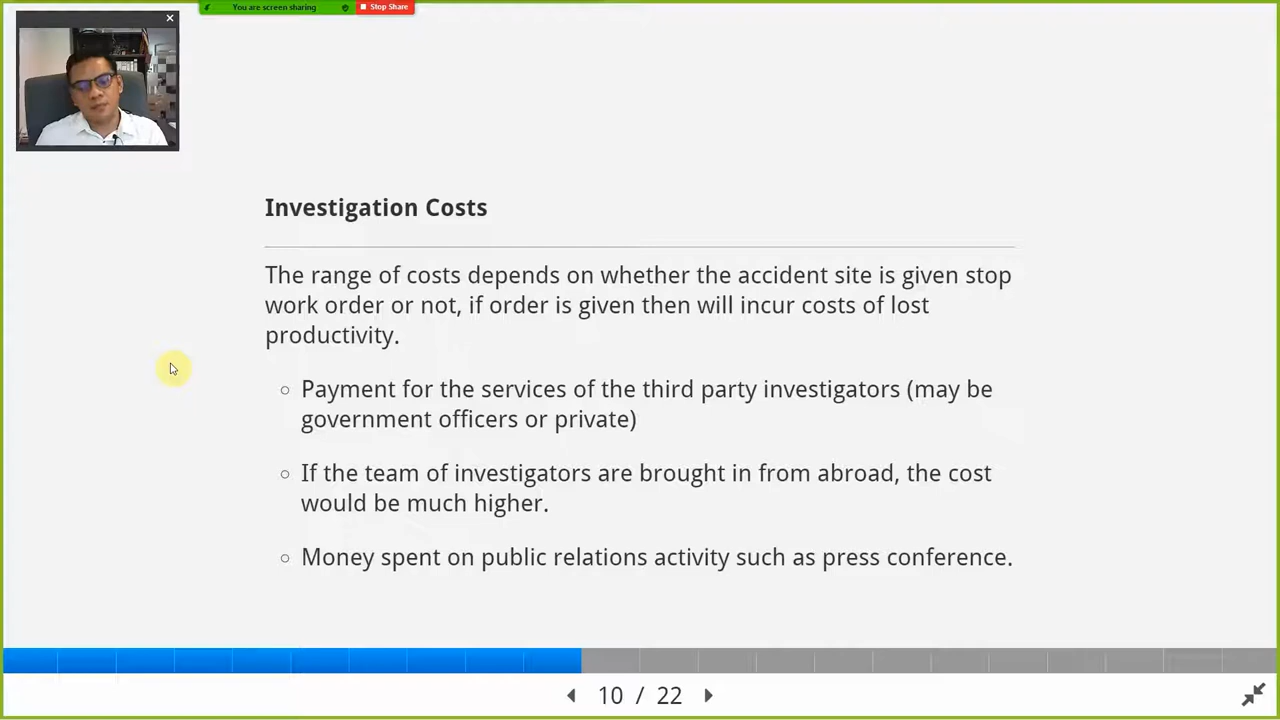 You are screen sharing
Stop Share
Investigation Costs
The range of costs depends on whether the accident site is given stop
work order or not, if order is given then will incur costs of lost
productivity.
Payment for the services of the third party investigators (may be
government officers or private)
If the team of investigators are brought in from abroad, the cost
would be much higher.
Money spent on public relations activity such as press conference.
10 / 22